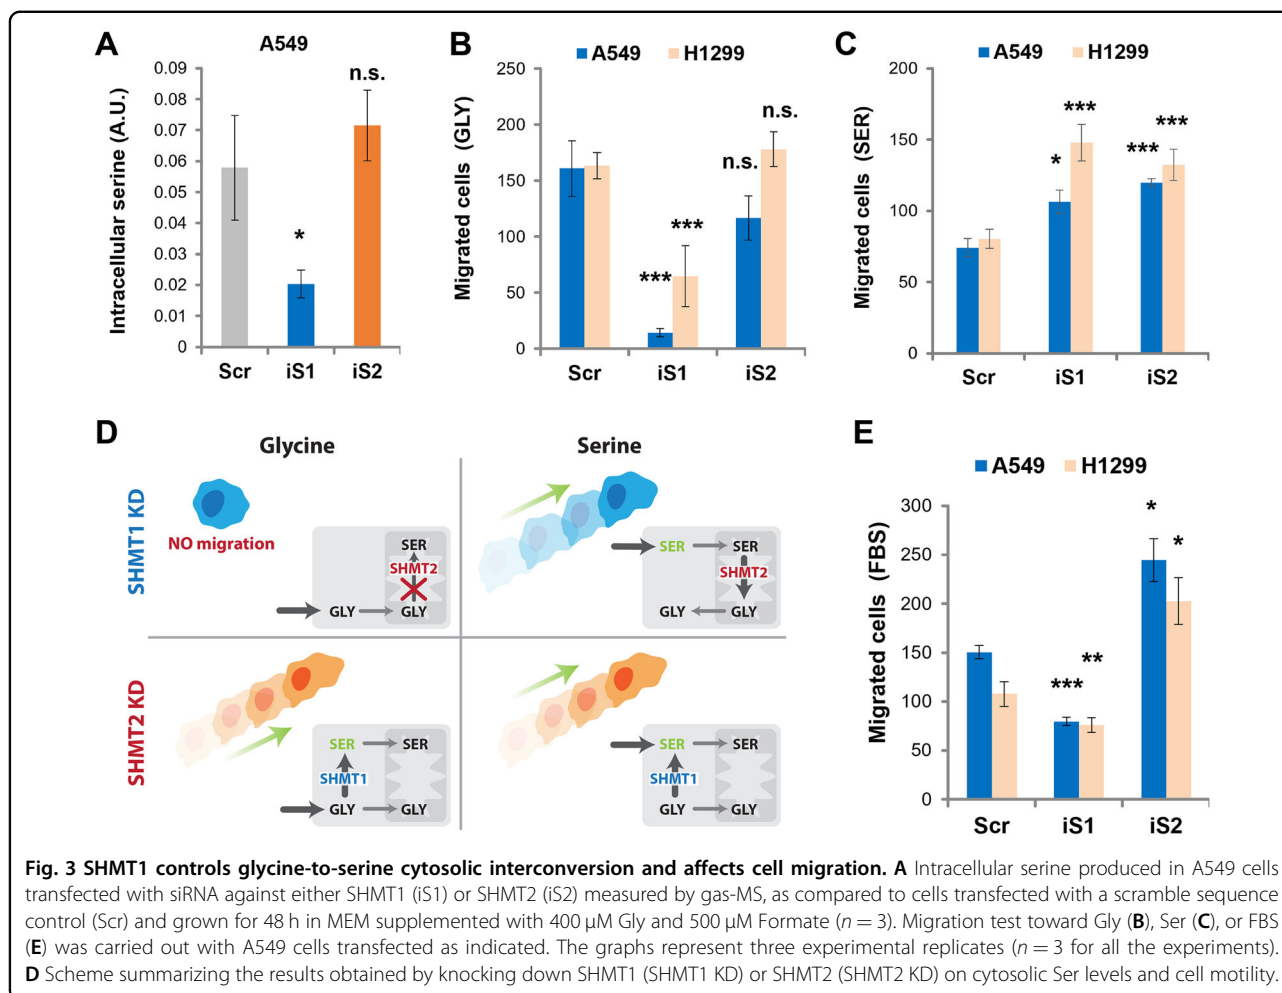 A
A549
Intracellular serine (A.U.)
0.09
0.08
0.07
0.06
0.05
0.04
0.03
0.02
0.01
0
n.s.
*
Scr iS1 iS2
B
A549 H1299
Migrated cells (GLY)
250
200
150
100
50
0
n.s.
n.s.
***
***
Scr iS1 iS2
C
A549 H1299
Migrated cells (SER)
200
150
100
50
0
***
*
***
***
Scr iS1 iS2
D
Glycine Serine
SHMT1 KD
NO migration
SER
SHMT2
GLY GLY
SER SER
SHMT2
GLY GLY
SHMT2 KD
SER SER
SHMT1
GLY GLY
SER SER
SHMT1
GLY GLY
E
A549 H1299
Migrated cells (FBS)
300
250
200
150
100
50
0
*
*
**
***
Scr iS1 iS2
Fig. 3 SHMT1 controls glycine-to-serine cytosolic interconversion and affects cell migration. A Intracellular serine produced in A549 cells
transfected with siRNA against either SHMT1 (iS1) or SHMT2 (iS2) measured by gas-MS, as compared to cells transfected with a scramble sequence
control (Scr) and grown for 48 h in MEM supplemented with 400 μM Gly and 500 μM Formate (n = 3). Migration test toward Gly (B), Ser (C), or FBS
(E) was carried out with A549 cells transfected as indicated. The graphs represent three experimental replicates (n = 3 for all the experiments).
D Scheme summarizing the results obtained by knocking down SHMT1 (SHMT1 KD) or SHMT2 (SHMT2 KD) on cytosolic Ser levels and cell motility.